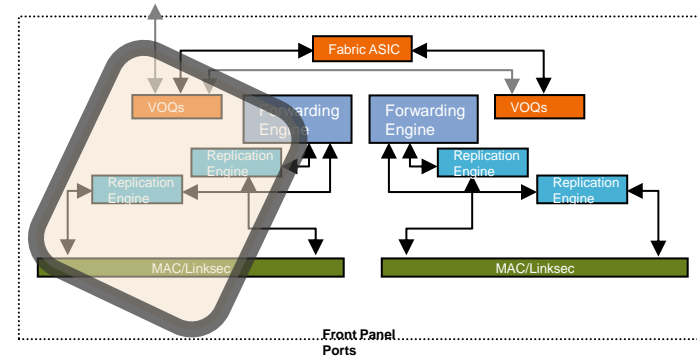 Fabric ASIC
VOQs
VOQs
Forwarding
Engine
Forwarding
Engine
Replication
Engine
Replication
Engine
Replication
Engine
Replication
Engine
MAC/Linksec
MAC/Linksec
Front Panel
Ports